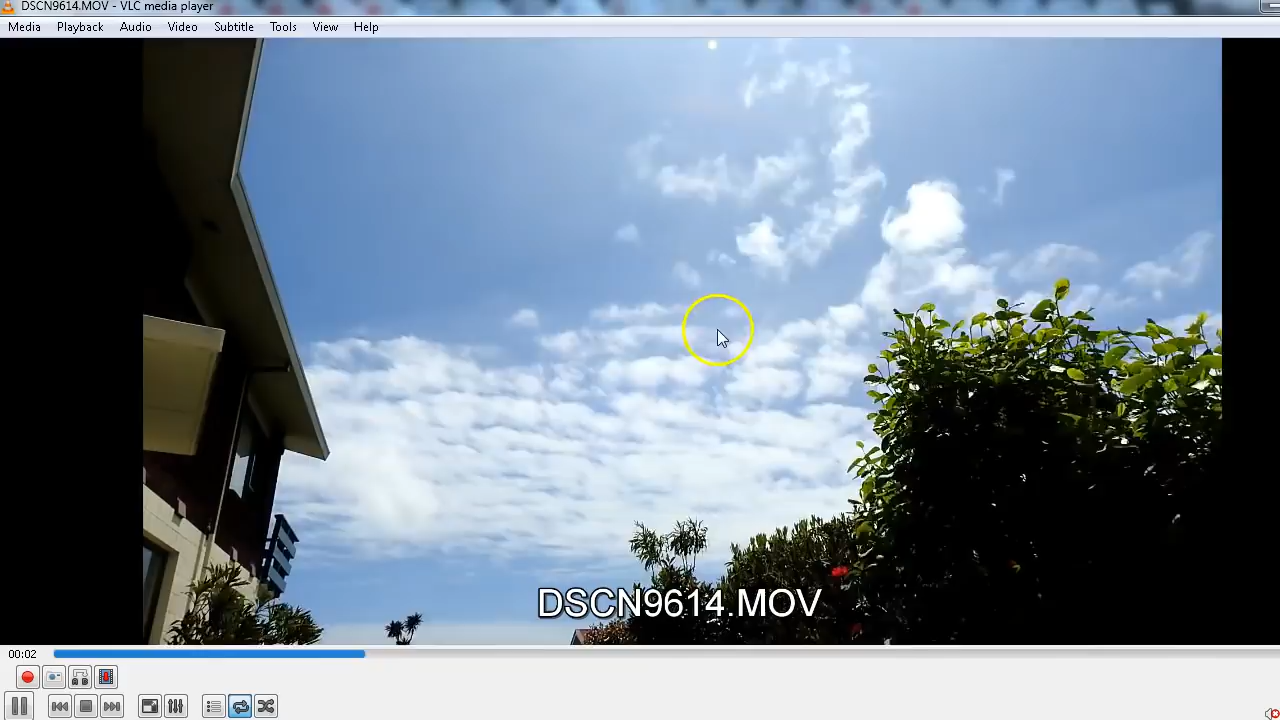 DSCN9614.MOV - VLC media player
Media Playback Audio Video Subtitle Tools View Help
DSCN9614.MOV
00:02